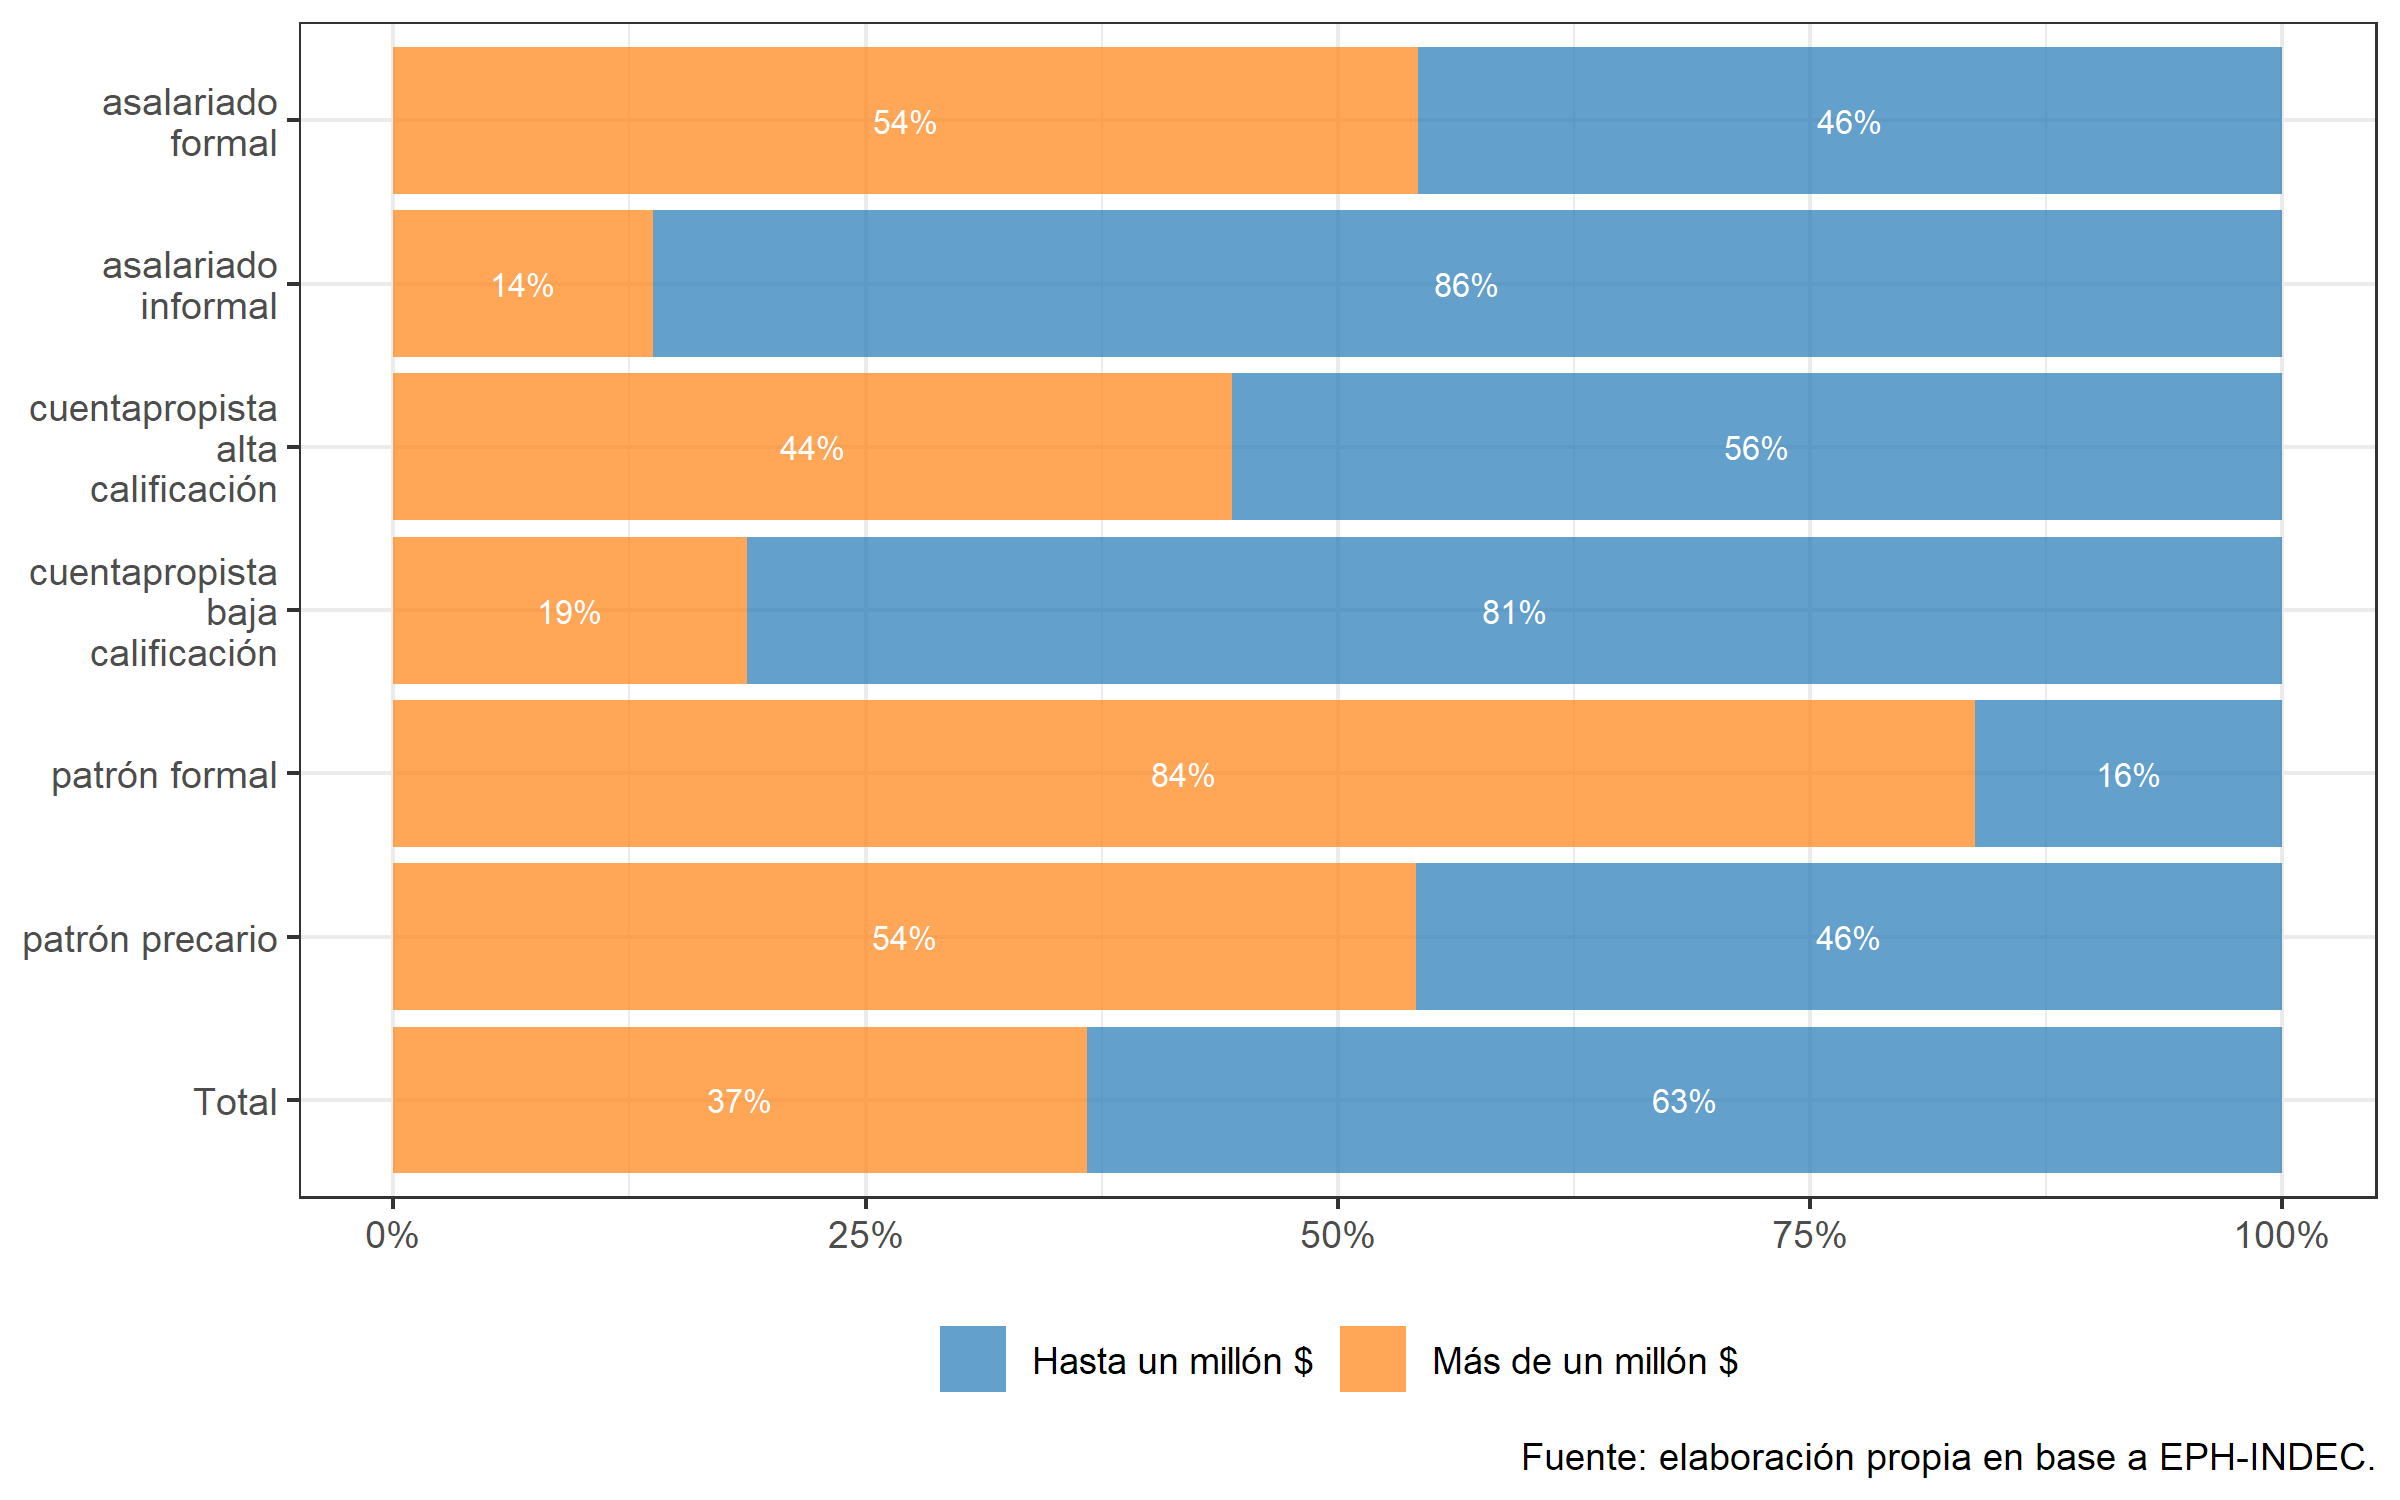 asalariado
formal
54%
46%
asalariado
informal
14%
86%
cuentapropista
alta
calificación
44%
56%
cuentapropista
baja
calificación
19%
81%
patrón formal
84%
16%
patrón precario
54%
46%
Total
37%
63%
0%
25%
50%
75%
100%
Hasta un millón $
Más de un millón $
Fuente: elaboración propia en base a EPH-INDEC.